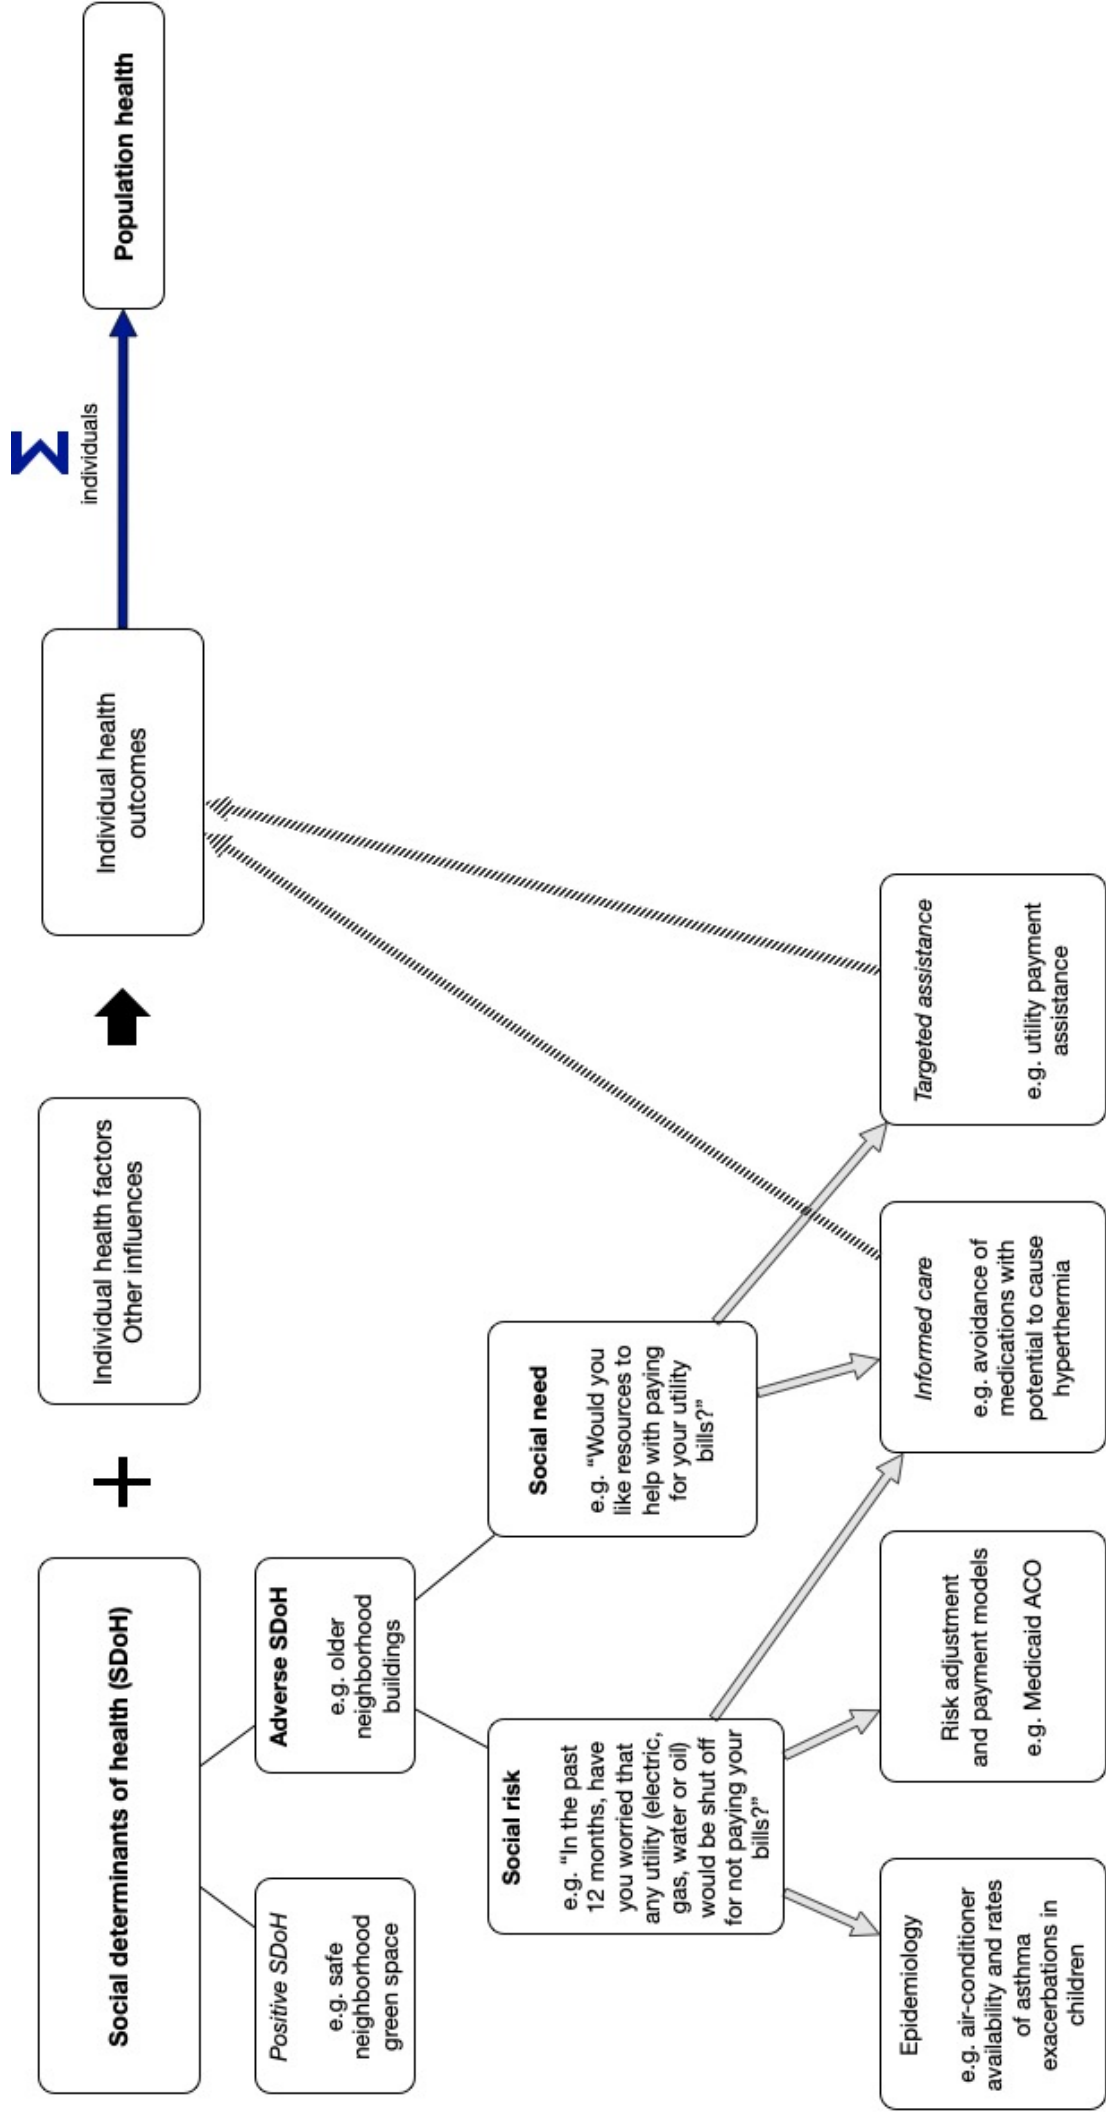 Social determinants of health (SDoH)
+
Individual health factors
Other influences
Individual health
outcomes
Σ
individuals
Population health
Positive SDoH
e.g. safe
neighborhood
green space
Adverse SDoH
e.g. older
neighborhood
buildings
Social risk
e.g. “In the past
12 months, have
you worried that
any utility (electric,
gas, water or oil)
would be shut off
for not paying your
bills?”
Social need
e.g. “Would you
like resources to
help with paying
for your utility
bills?”
Epidemiology
e.g. air-conditioner
availability and rates
of asthma
exacerbations in
children
Risk adjustment
and payment models
e.g. Medicaid ACO
Informed care
e.g. avoidance of
medications with
potential to cause
hyperthermia
Targeted assistance
e.g. utility payment
assistance